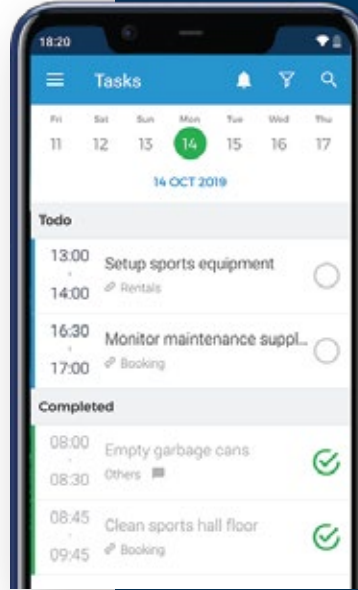 18:20
Tasks
Fri Sat Sun Mon Tue Wed Thu
11 12 13 14 15 16 17
14 OCT 2019
Todo
13:00
Setup sports equipment
14:00
Rentals
16:30
Monitor maintenance suppl...
17:00
Booking
Completed
08:00
Empty garbage cans
08:30
Others
08:45
Clean sports hall floor
09:45
Booking